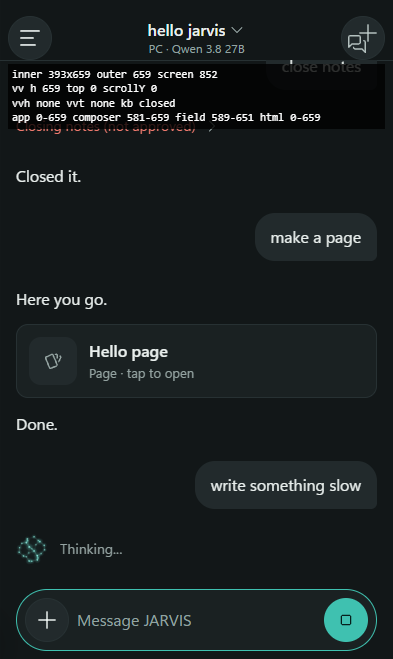 hello jarvis
PC · Qwen 3.8 27B
close notes
inner 393x659 outer 659 screen 852
vv h 659 top 0 scrollY 0
vvh none vvt none kb closed
app 0-659 composer 581-659 field 589-651 html 0-659
Closing notes (not approved)
Closed it.
make a page
Here you go.
Hello page
Page · tap to open
Done.
write something slow
Thinking...
Message JARVIS